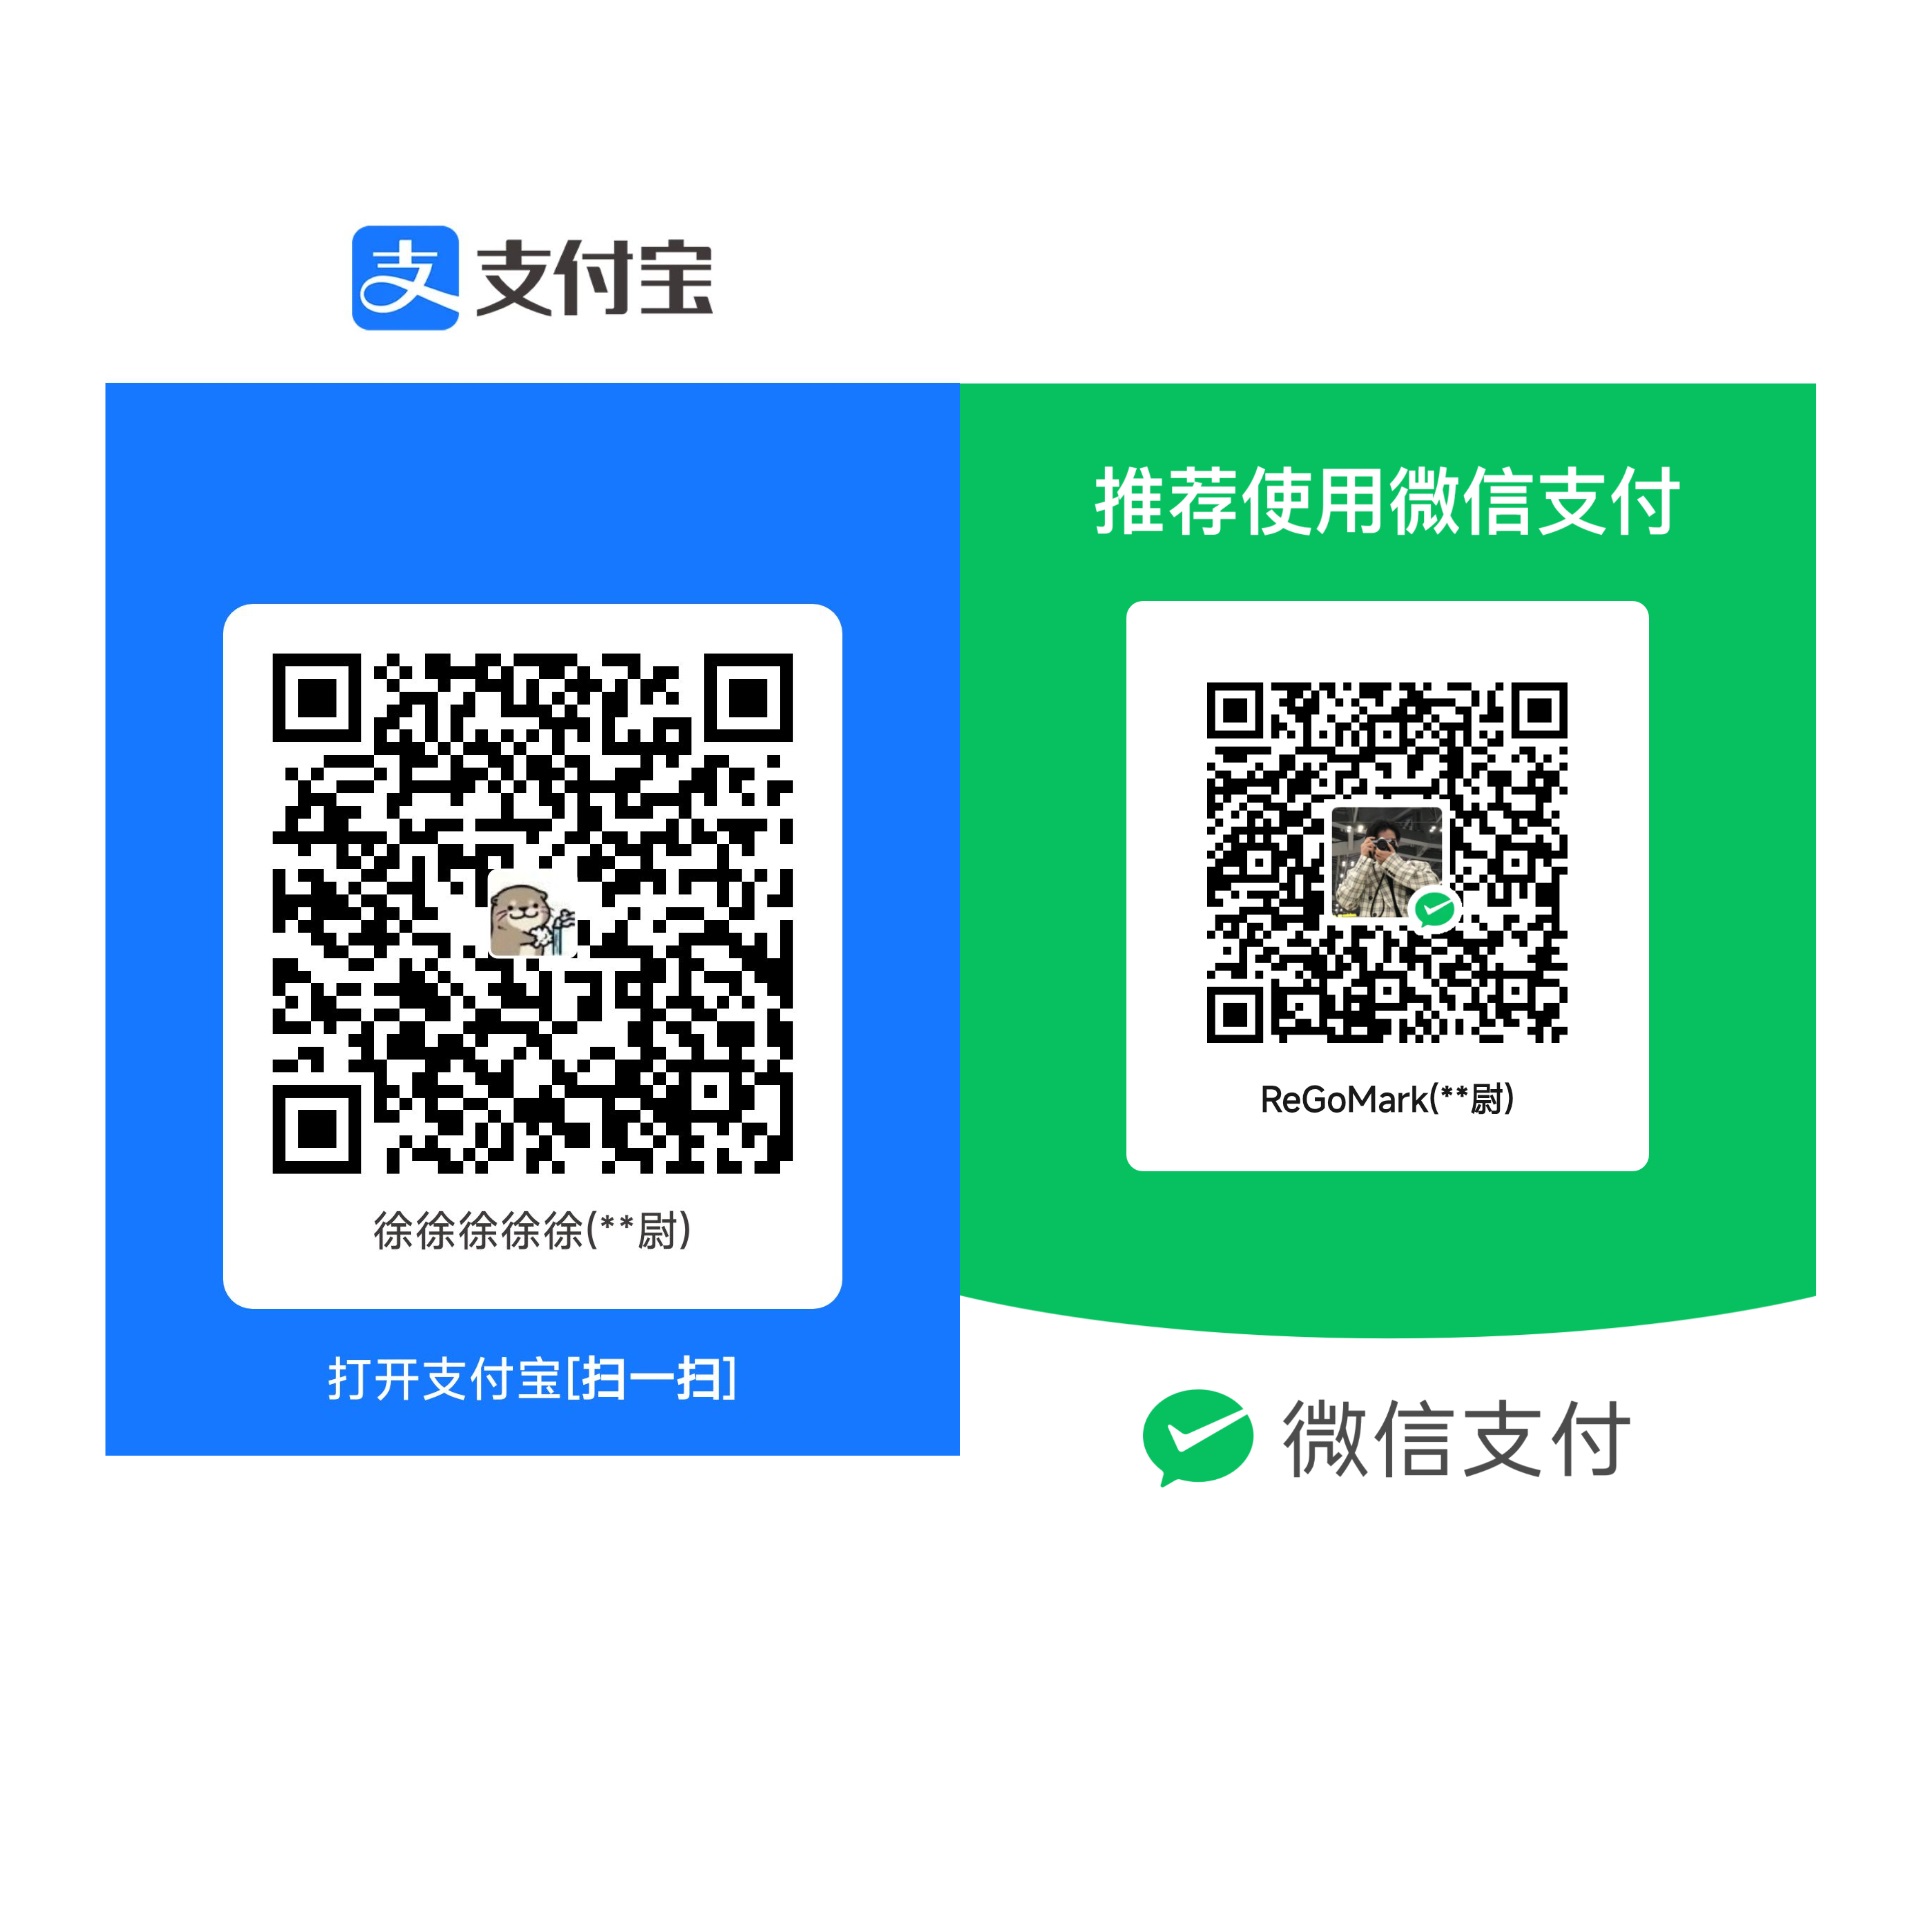 支付宝
推荐使用微信支付
徐徐徐徐徐(**尉)
打开支付宝[扫一扫]
ReGoMark(**尉)
微信支付